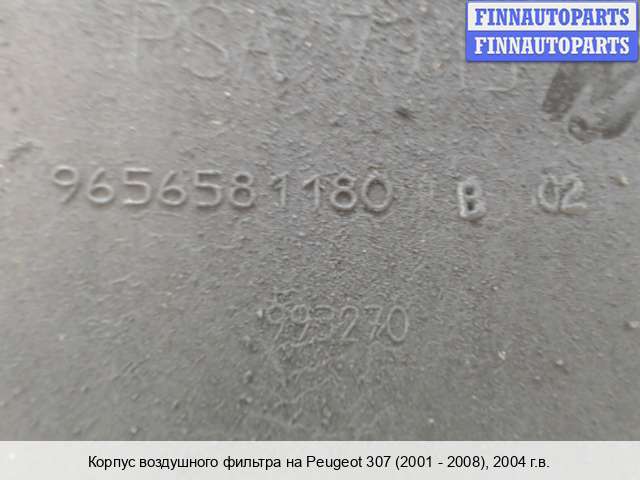 FINNAUTOPARTS
FINNAUTOPARTS
9656581180 B 02
Корпус воздушного фильтра на Peugeot 307 (2001 - 2008), 2004 г.в.